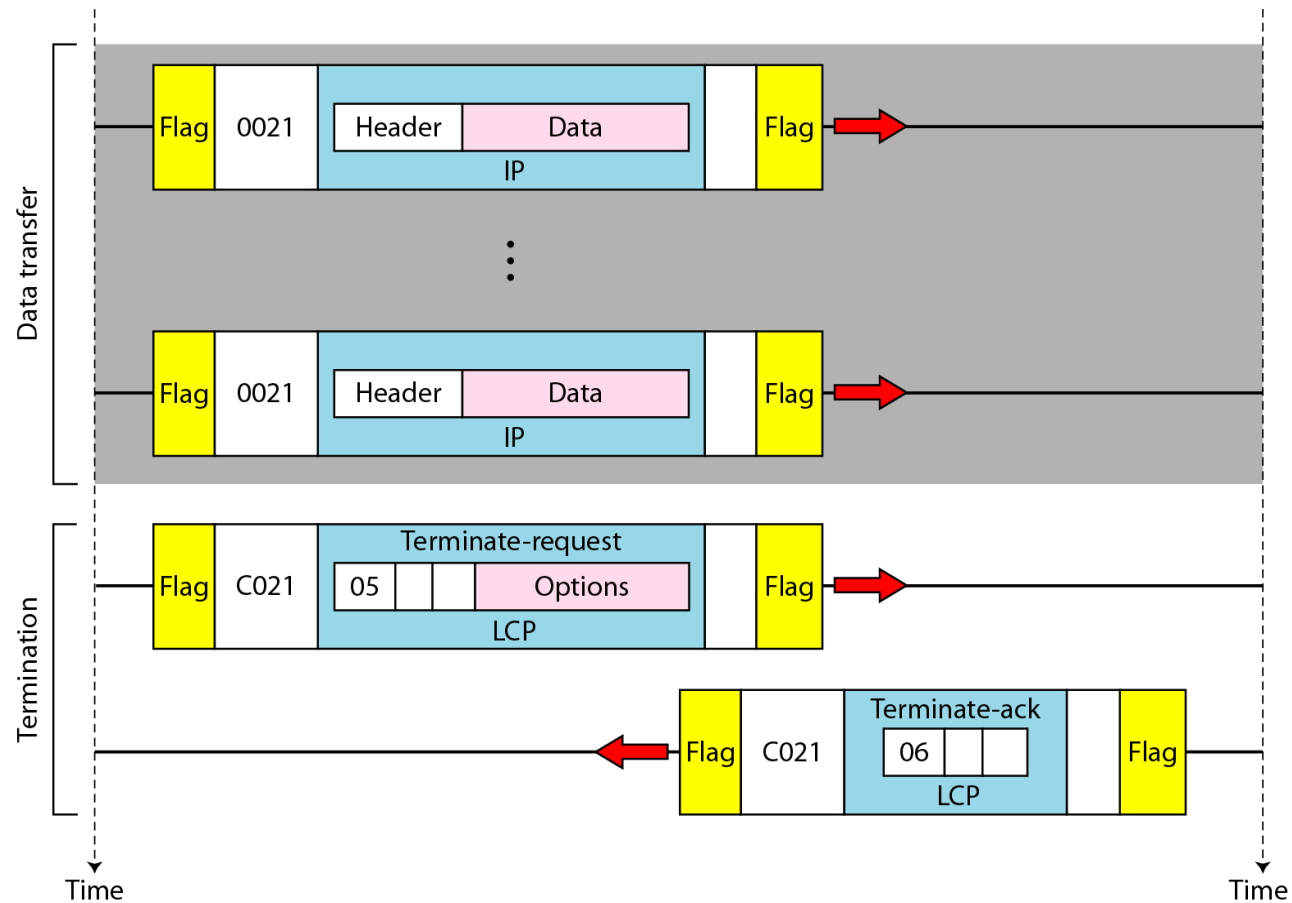 Data transfer
Flag 0021 Header Data Flag
IP
Flag 0021 Header Data Flag
IP
Termination
Terminate-request
Flag C021 05 Options Flag
LCP
Terminate-ack
Flag C021 06 Flag
LCP
Time Time